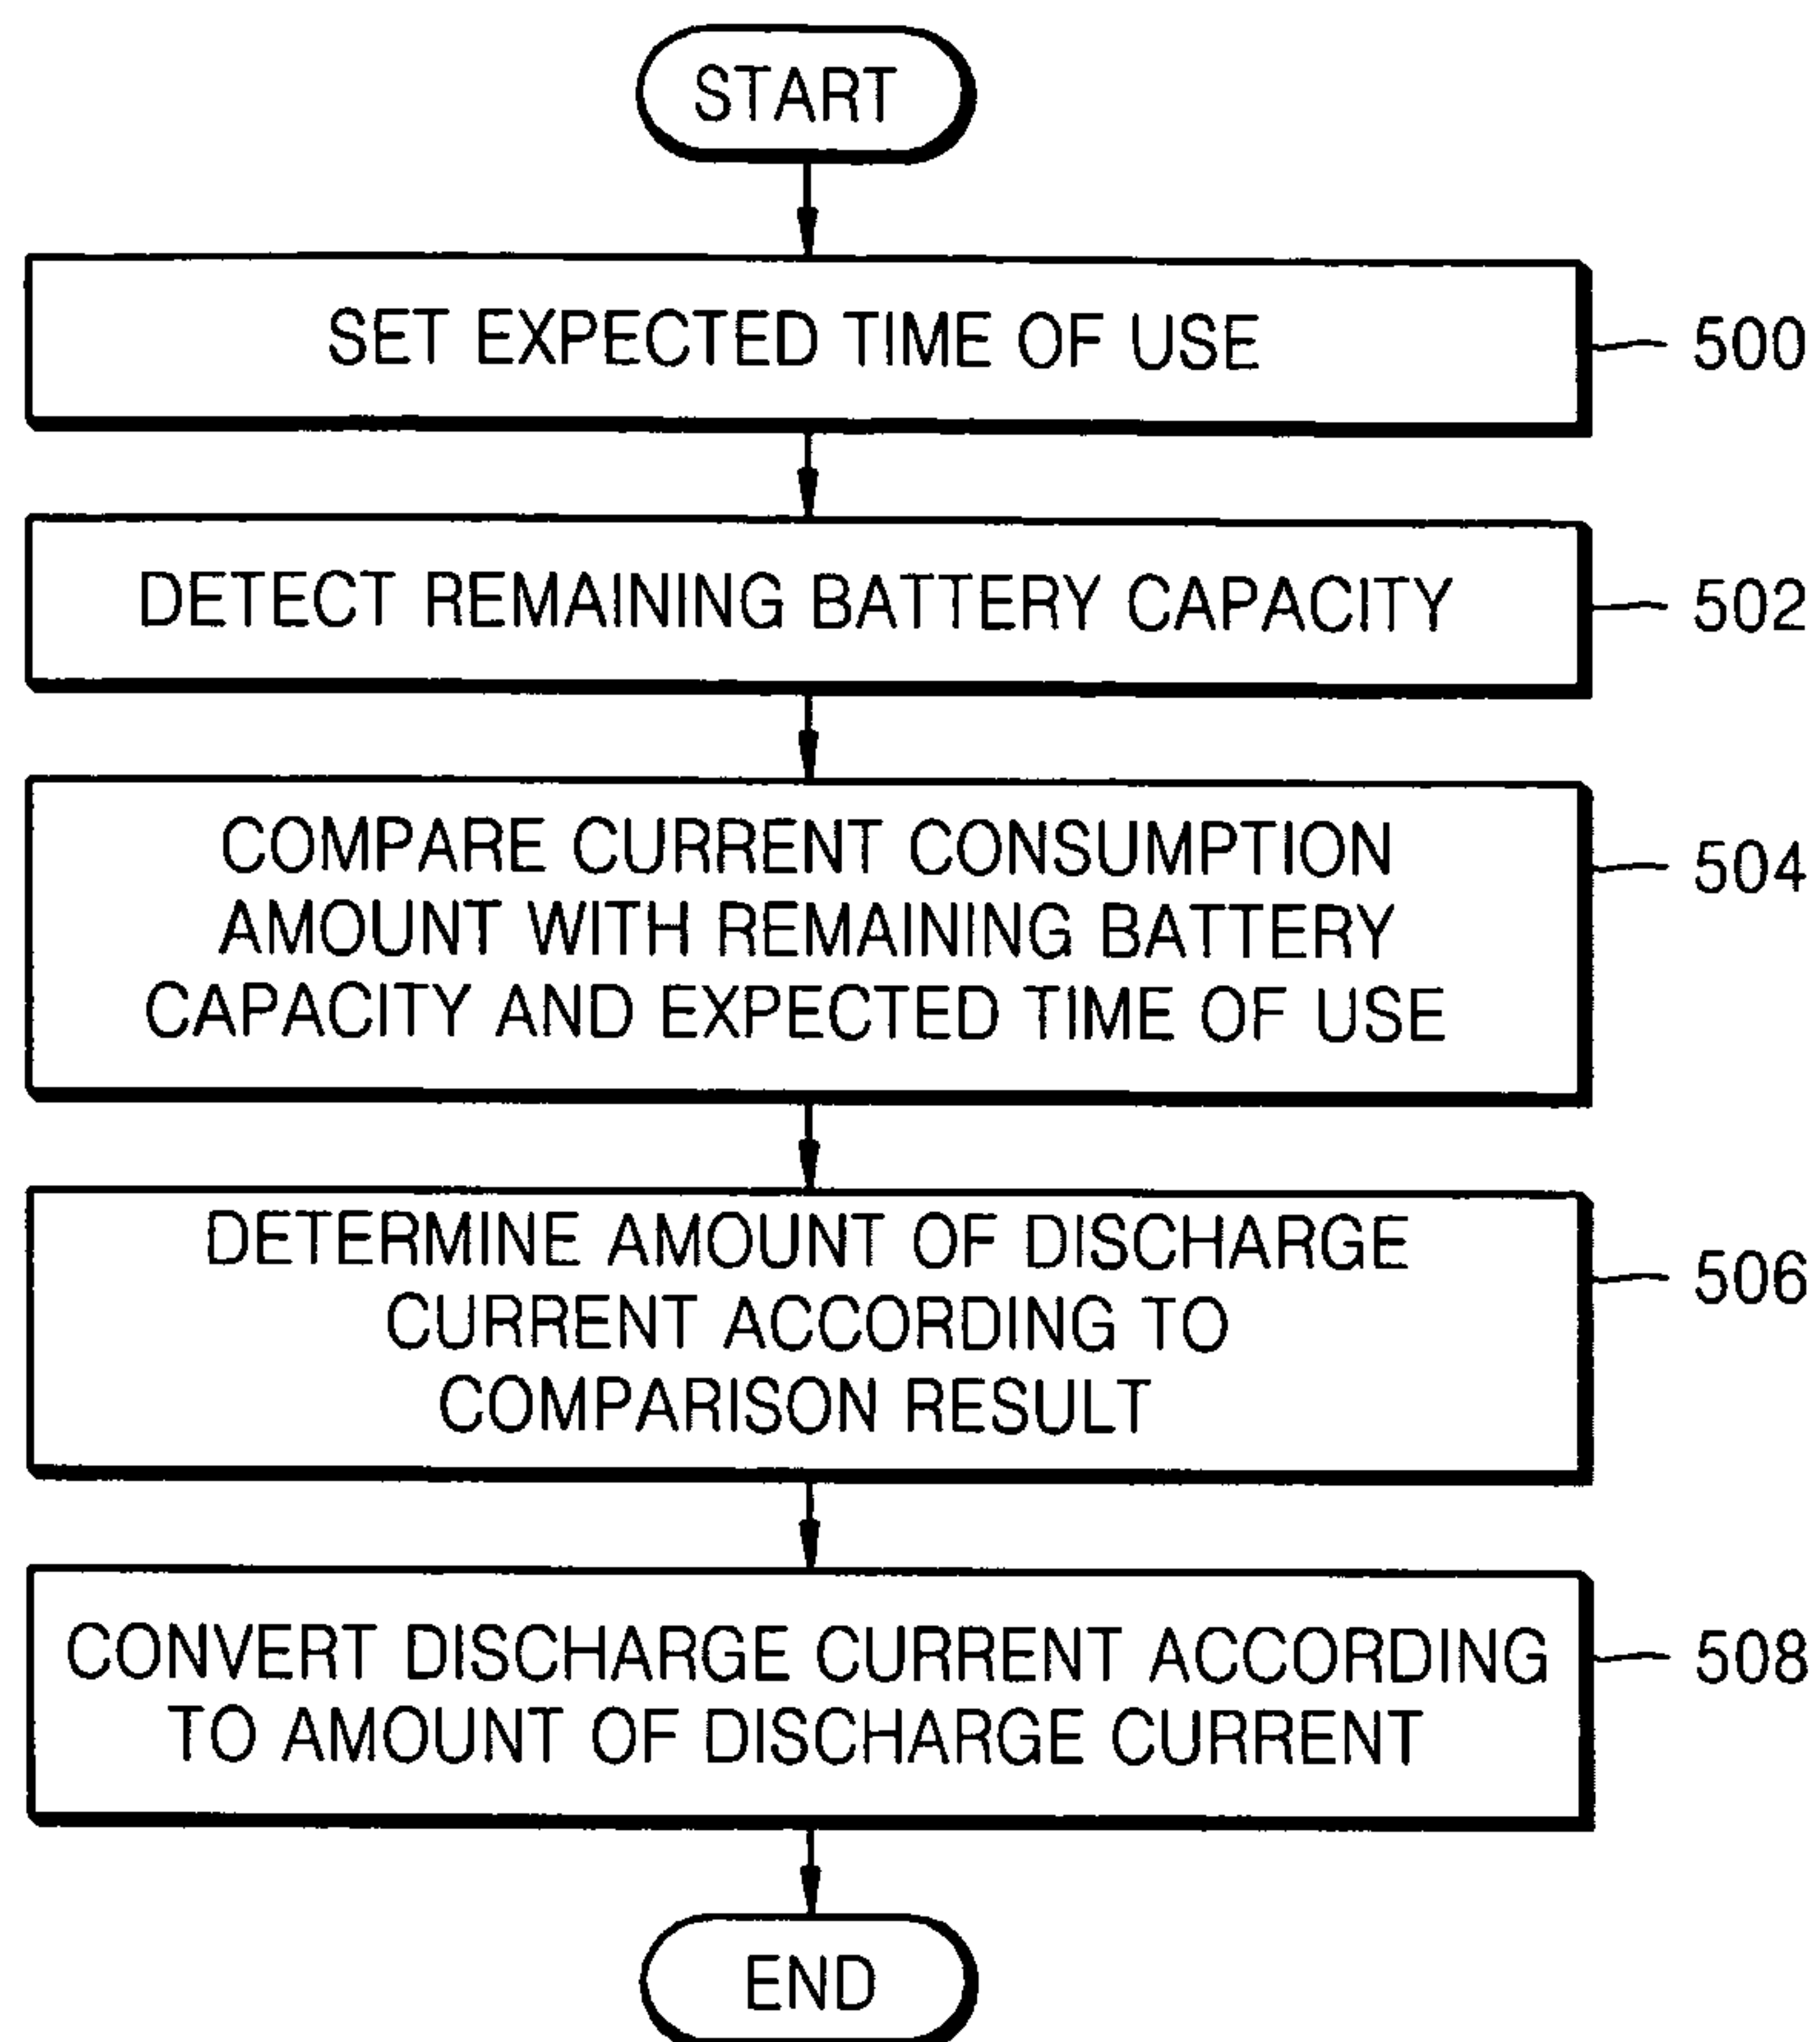 START
SET EXPECTED TIME OF USE
500
DETECT REMAINING BATTERY CAPACITY
502
COMPARE CURRENT CONSUMPTION
AMOUNT WITH REMAINING BATTERY
CAPACITY AND EXPECTED TIME OF USE
504
DETERMINE AMOUNT OF DISCHARGE
CURRENT ACCORDING TO
COMPARISON RESULT
506
CONVERT DISCHARGE CURRENT ACCORDING
TO AMOUNT OF DISCHARGE CURRENT
508
END